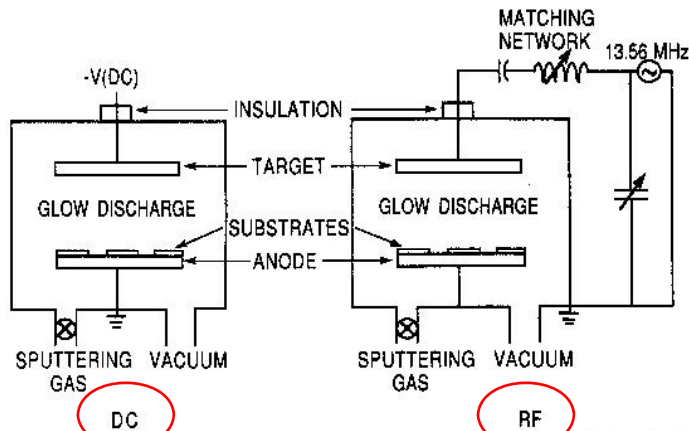 MATCHING
NETWORK
13.56 MHz
-V(DC)
INSULATION
TARGET
GLOW DISCHARGE
GLOW DISCHARGE
SUBSTRATES
ANODE
SPUTTERING
GAS
VACUUM
SPUTTERING
GAS
VACUUM
DC
RF